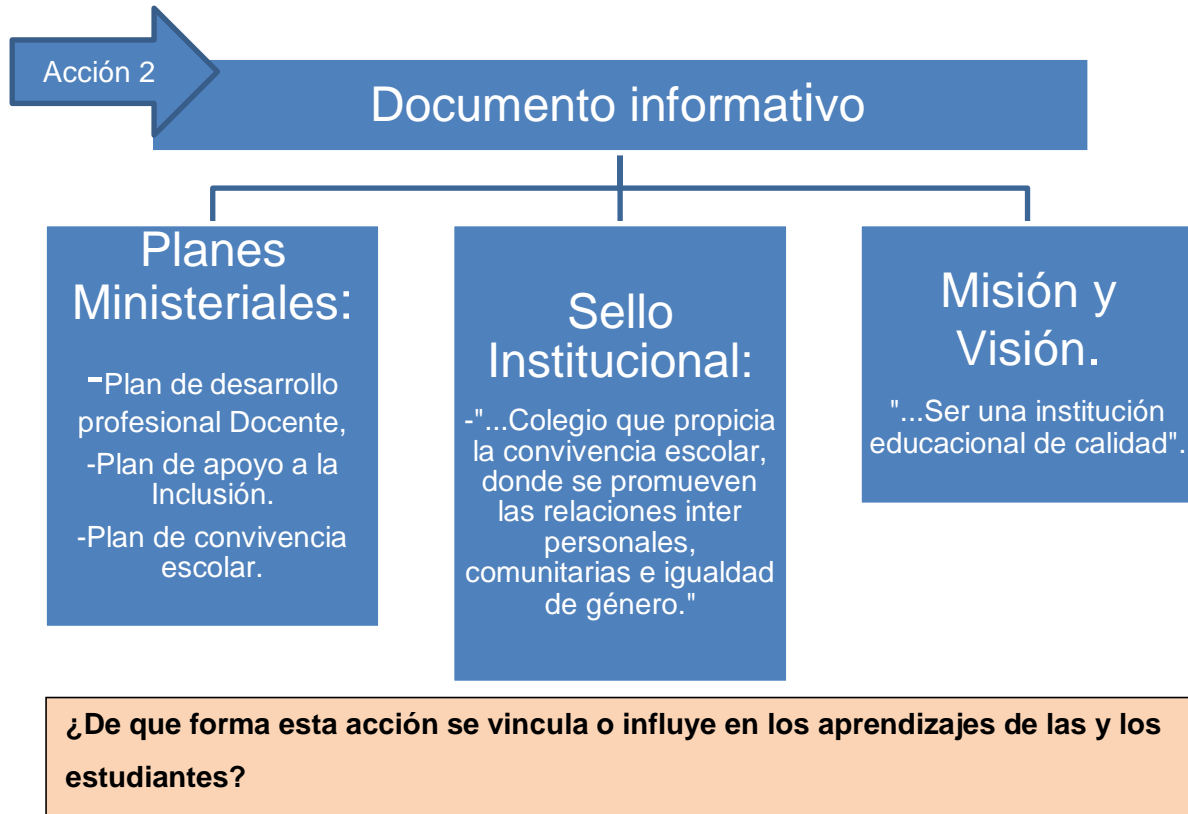 Acción 2
Documento informativo
Planes
Ministeriales:
-Plan de desarrollo
profesional Docente,
-Plan de apoyo a la
Inclusión.
-Plan de convivencia
escolar.
Sello
Institucional:
-"...Colegio que propicia
la convivencia escolar,
donde se promueven
las relaciones inter
personales,
comunitarias e igualdad
de género."
Misión y
Visión.
"...Ser una institución
educacional de calidad".
¿De que forma esta acción se vincula o influye en los aprendizajes de las y los
estudiantes?